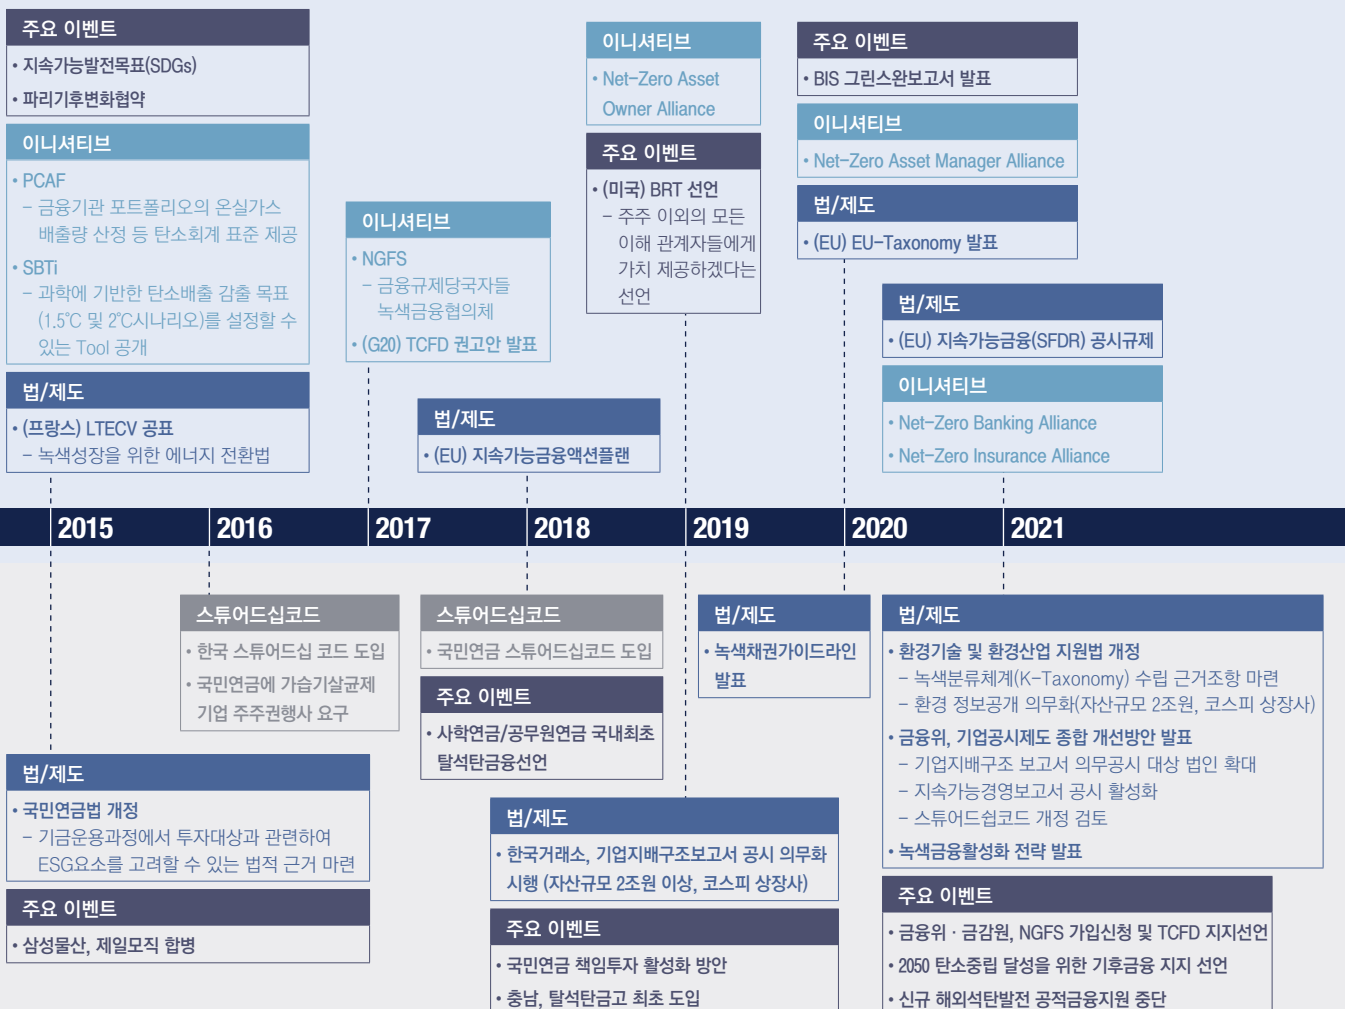 주요 이벤트
• 지속가능발전목표(SDGs)
• 파리기후변화협약
이니셔티브
• PCAF
– 금융기관 포트폴리오의 온실가스
배출량 산정 등 탄소회계 표준 제공
• SBTi
– 과학에 기반한 탄소배출 감출 목표
(1.5℃ 및 2℃시나리오)를 설정할 수
있는 Tool 공개
법/제도
• (프랑스) LTECV 공표
– 녹색성장을 위한 에너지 전환법
이니셔티브
• NGFS
– 금융규제당국자들
녹색금융협의체
• (G20) TCFD 권고안 발표
법/제도
• (EU) 지속가능금융액션플랜
이니셔티브
• Net-Zero Asset
Owner Alliance
주요 이벤트
• (미국) BRT 선언
– 주주 이외의 모든
이해 관계자들에게
가치 제공하겠다는
선언
주요 이벤트
• BIS 그린스완보고서 발표
이니셔티브
• Net-Zero Asset Manager Alliance
법/제도
• (EU) EU-Taxonomy 발표
법/제도
• (EU) 지속가능금융(SFDR) 공시규제
이니셔티브
• Net-Zero Banking Alliance
• Net-Zero Insurance Alliance
2015
2016
2017
2018
2019
2020
2021
법/제도
• 국민연금법 개정
– 기금운용과정에서 투자대상과 관련하여
ESG요소를 고려할 수 있는 법적 근거 마련
주요 이벤트
• 삼성물산, 제일모직 합병
스튜어드십코드
• 한국 스튜어드십 코드 도입
• 국민연금에 가습기살균제
기업 주주권행사 요구
스튜어드십코드
• 국민연금 스튜어드십코드 도입
주요 이벤트
• 사학연금/공무원연금 국내최초
탈석탄금융선언
법/제도
• 한국거래소, 기업지배구조보고서 공시 의무화
시행 (자산규모 2조원 이상, 코스피 상장사)
주요 이벤트
• 국민연금 책임투자 활성화 방안
• 충남, 탈석탄금고 최초 도입
법/제도
• 녹색채권가이드라인
발표
법/제도
• 환경기술 및 환경산업 지원법 개정
– 녹색분류체계(K-Taxonomy) 수립 근거조항 마련
– 환경 정보공개 의무화(자산규모 2조원, 코스피 상장사)
• 금융위, 기업공시제도 종합 개선방안 발표
– 기업지배구조 보고서 의무공시 대상 법인 확대
– 지속가능경영보고서 공시 활성화
– 스튜어드쉽코드 개정 검토
• 녹색금융활성화 전략 발표
주요 이벤트
• 금융위 · 금감원, NGFS 가입신청 및 TCFD 지지선언
• 2050 탄소중립 달성을 위한 기후금융 지지 선언
• 신규 해외석탄발전 공적금융지원 중단